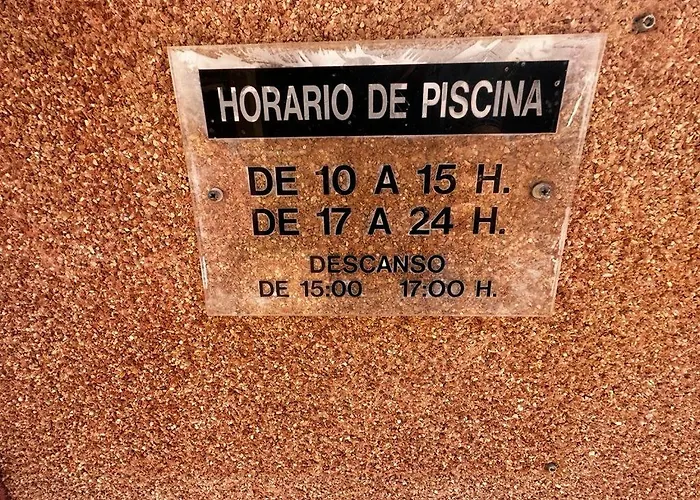 HORARIO DE PISCINA
DE 10 A 15 H.
DE 17 A 24 H.
DESCANSO
DE 15:00 17:00 H.